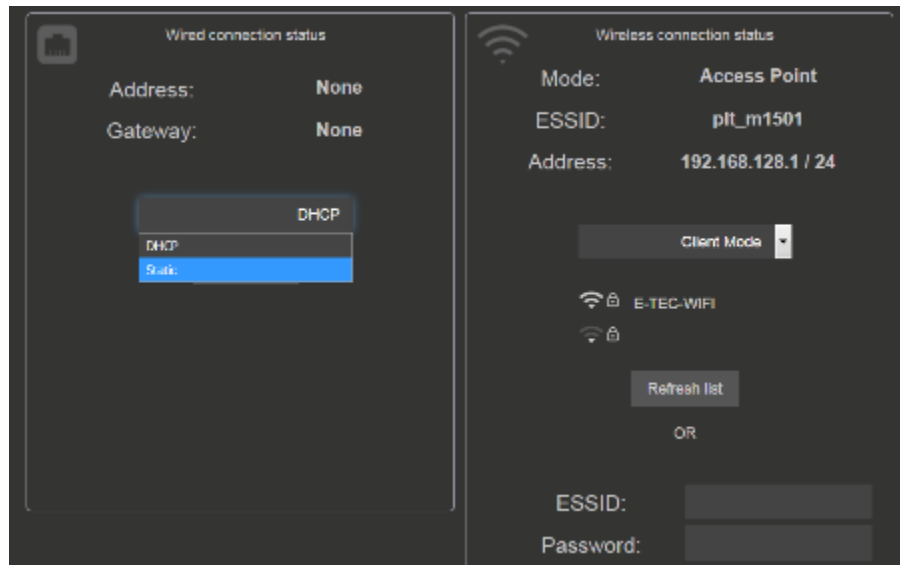 Wired connection status
Address: None
Gateway: None
DHCP
DHCP
Static
Wireless connection status
Mode: Access Point
ESSID: plt_m1501
Address: 192.168.128.1 / 24
Client Mode
E-TEC-WIFI
Refresh list
OR
ESSID:
Password: